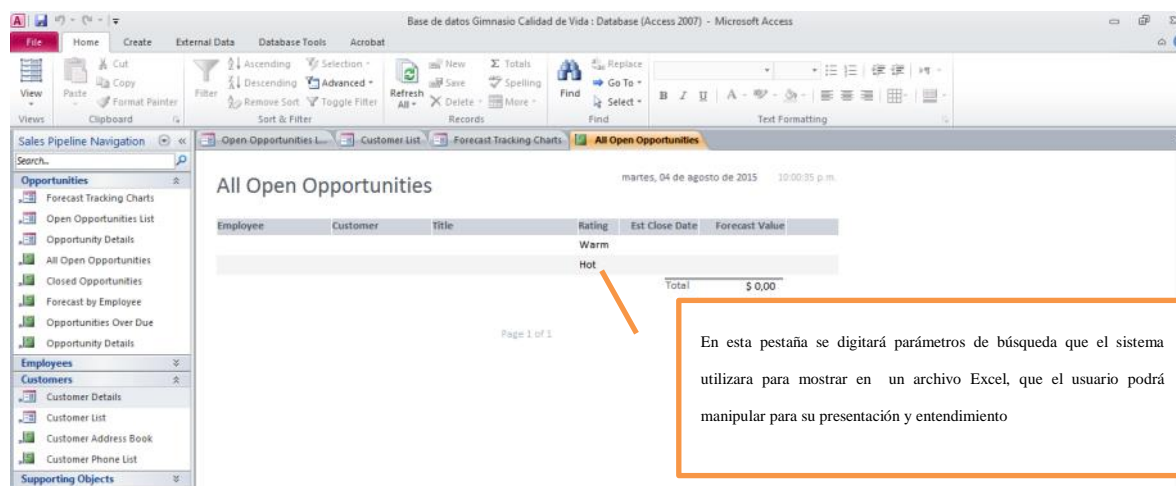 Base de datos Gimnasio Calidad de Vida : Database (Access 2007) - Microsoft Access
File Home Create External Data Database Tools Acrobat
View
Paste
Cut
Copy
Format Painter
Filter
Ascending
Descending
Remove Sort
Selection
Advanced
Toggle Filter
Refresh
All
New
Save
Delete
Totals
Spelling
More
Find
Replace
Go To
Select
B I U A
Views Clipboard Sort & Filter Records Find Text Formatting
Sales Pipeline Navigation
Search..
Opportunities
Forecast Tracking Charts
Open Opportunities List
Opportunity Details
All Open Opportunities
Closed Opportunities
Forecast by Employee
Opportunities Over Due
Opportunity Details
Employees
Customers
Customer Details
Customer List
Customer Address Book
Customer Phone List
Supporting Objects
Open Opportunities L... Customer List Forecast Tracking Charts All Open Opportunities
All Open Opportunities
martes, 04 de agosto de 2015 10:00:35 p.m.
Employee Customer Title Rating Est Close Date Forecast Value
Warm
Hot
Total $ 0,00
Page 1 of 1
En esta pestaña se digitará parámetros de búsqueda que el sistema
utilizara para mostrar en un archivo Excel, que el usuario podrá
manipular para su presentación y entendimiento